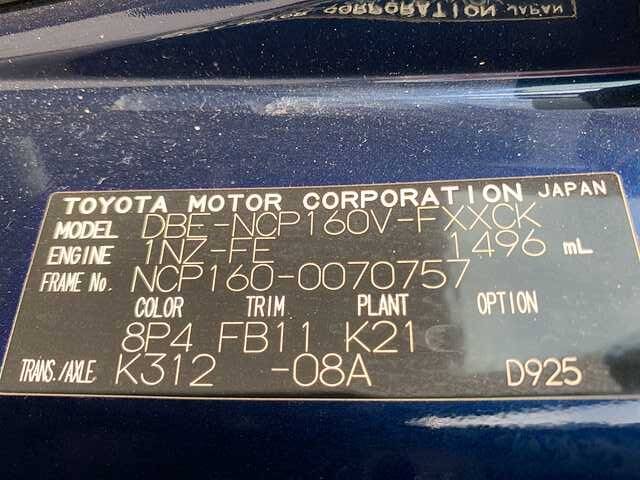 TOYOTA MOTOR CORPORATION JAPAN
MODEL DBE-NCP160V-FXXCK
ENGINE 1NZ-FE 1496 mL
FRAME No. NCP160-0070757
COLOR TRIM PLANT OPTION
8P4 FB11 K21
TRANS./AXLE K312 -08A D925